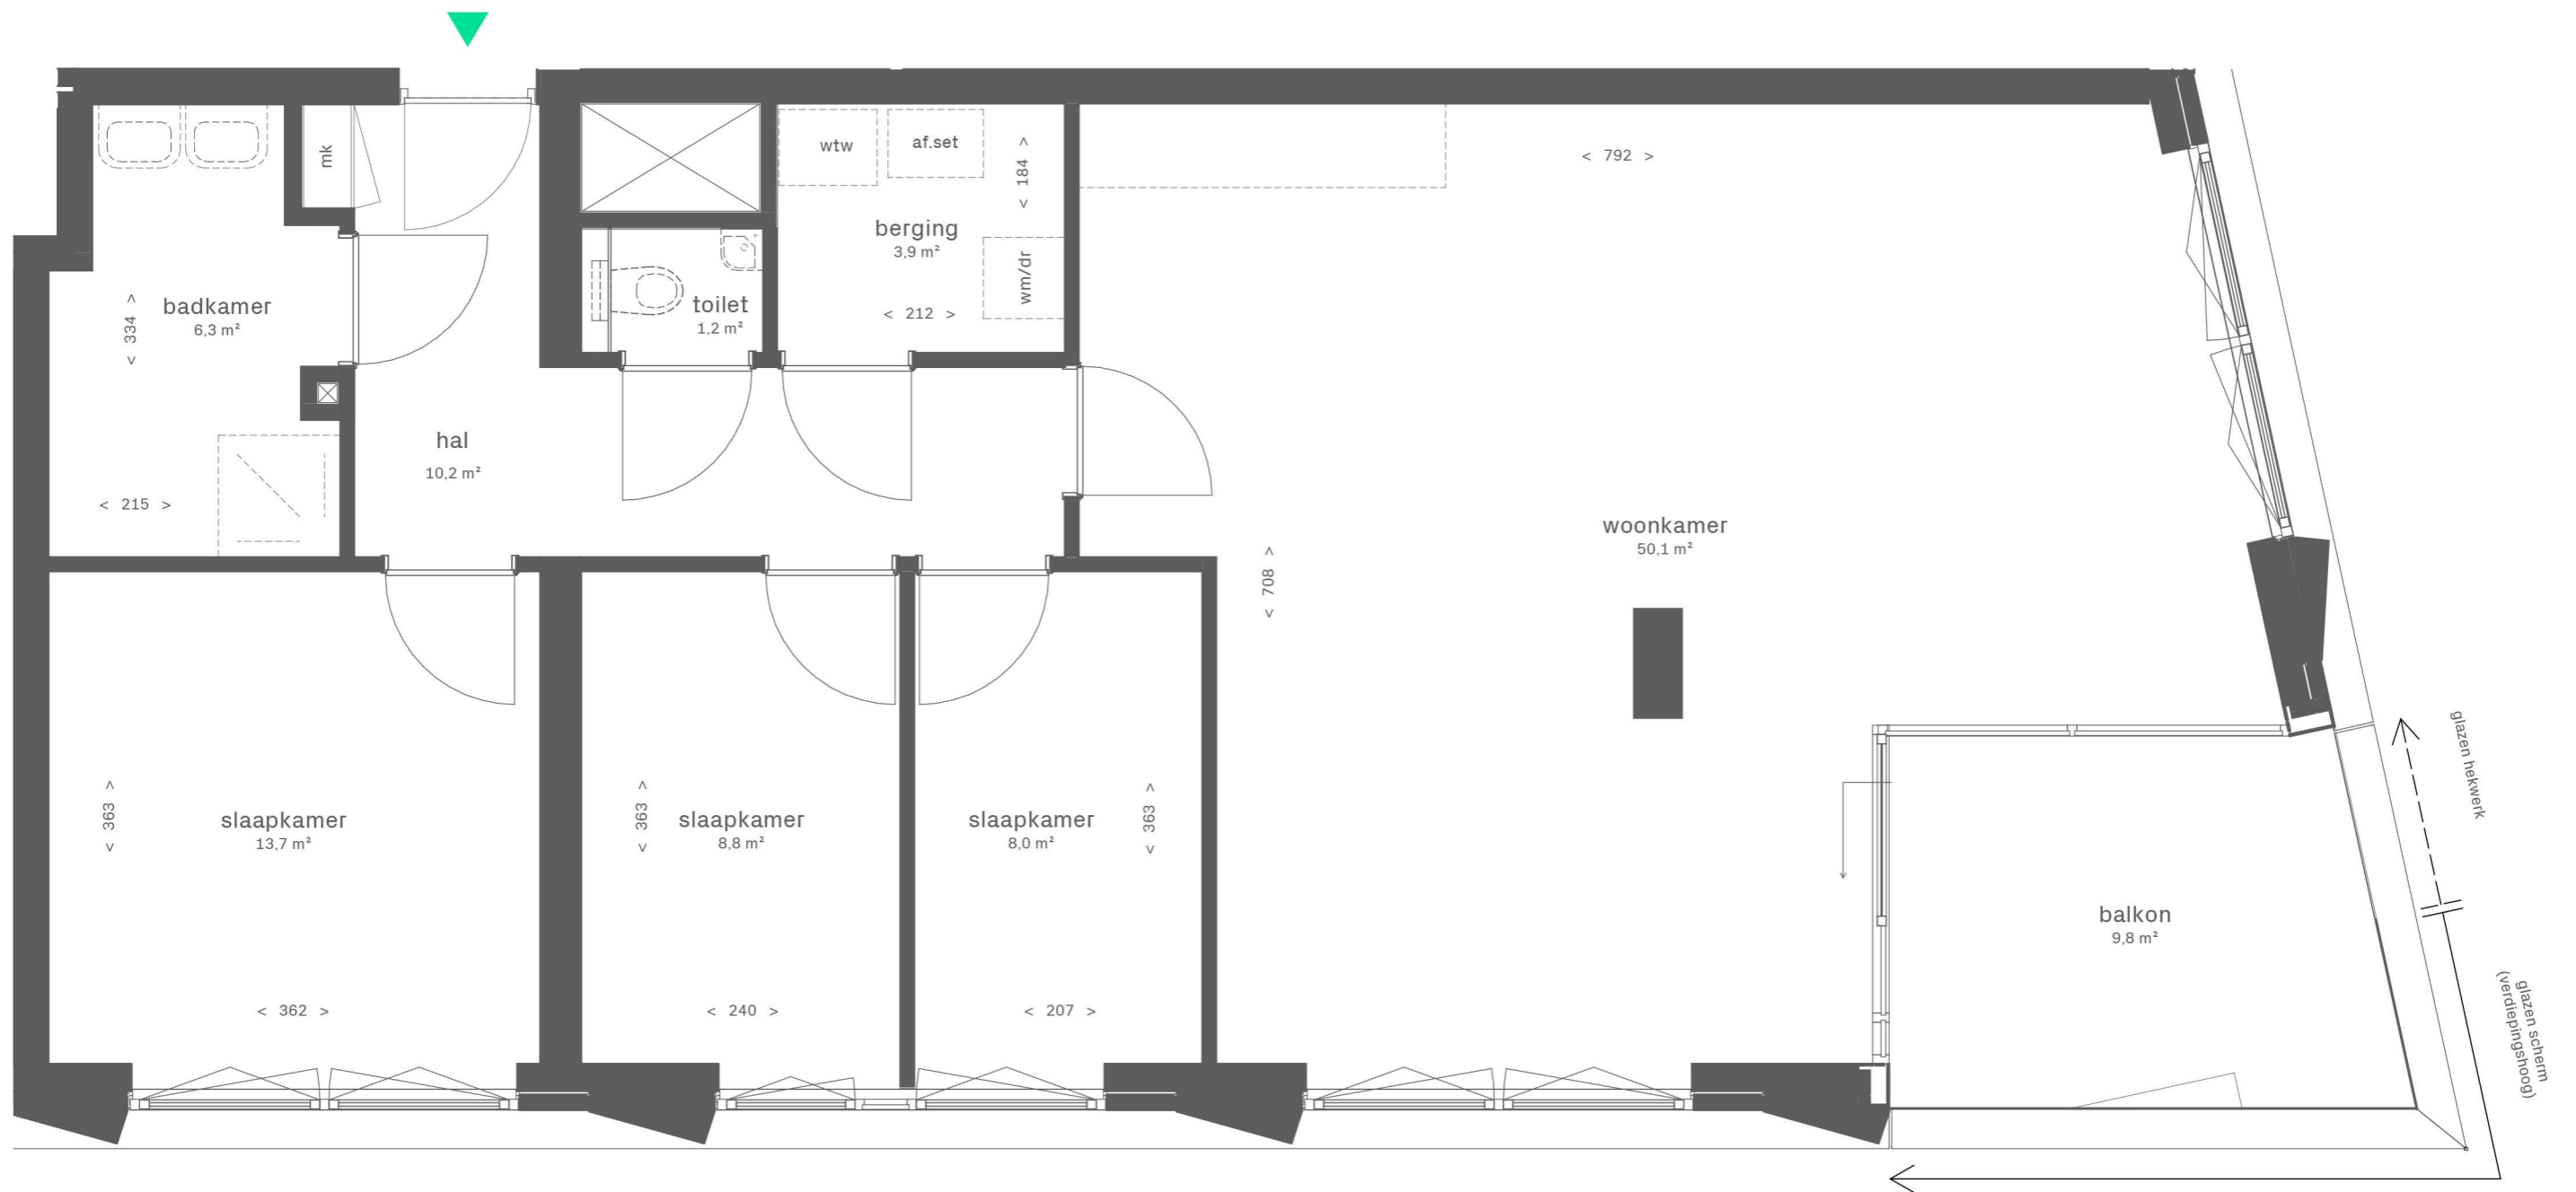 mk
wtw
af.set
< 184 >
< 792 >
berging
3,9 m²
wm/dr
< 212 >
badkamer
6,3 m²
< 334 >
toilet
1,2 m²
hal
10,2 m²
< 215 >
woonkamer
50,1 m²
< 708 >
slaapkamer
13,7 m²
< 363 >
< 362 >
slaapkamer
8,8 m²
< 363 >
< 240 >
slaapkamer
8,0 m²
< 363 >
< 207 >
balkon
9,8 m²
glazen hekwerk
glazen scherm
(verdiepingshoog)